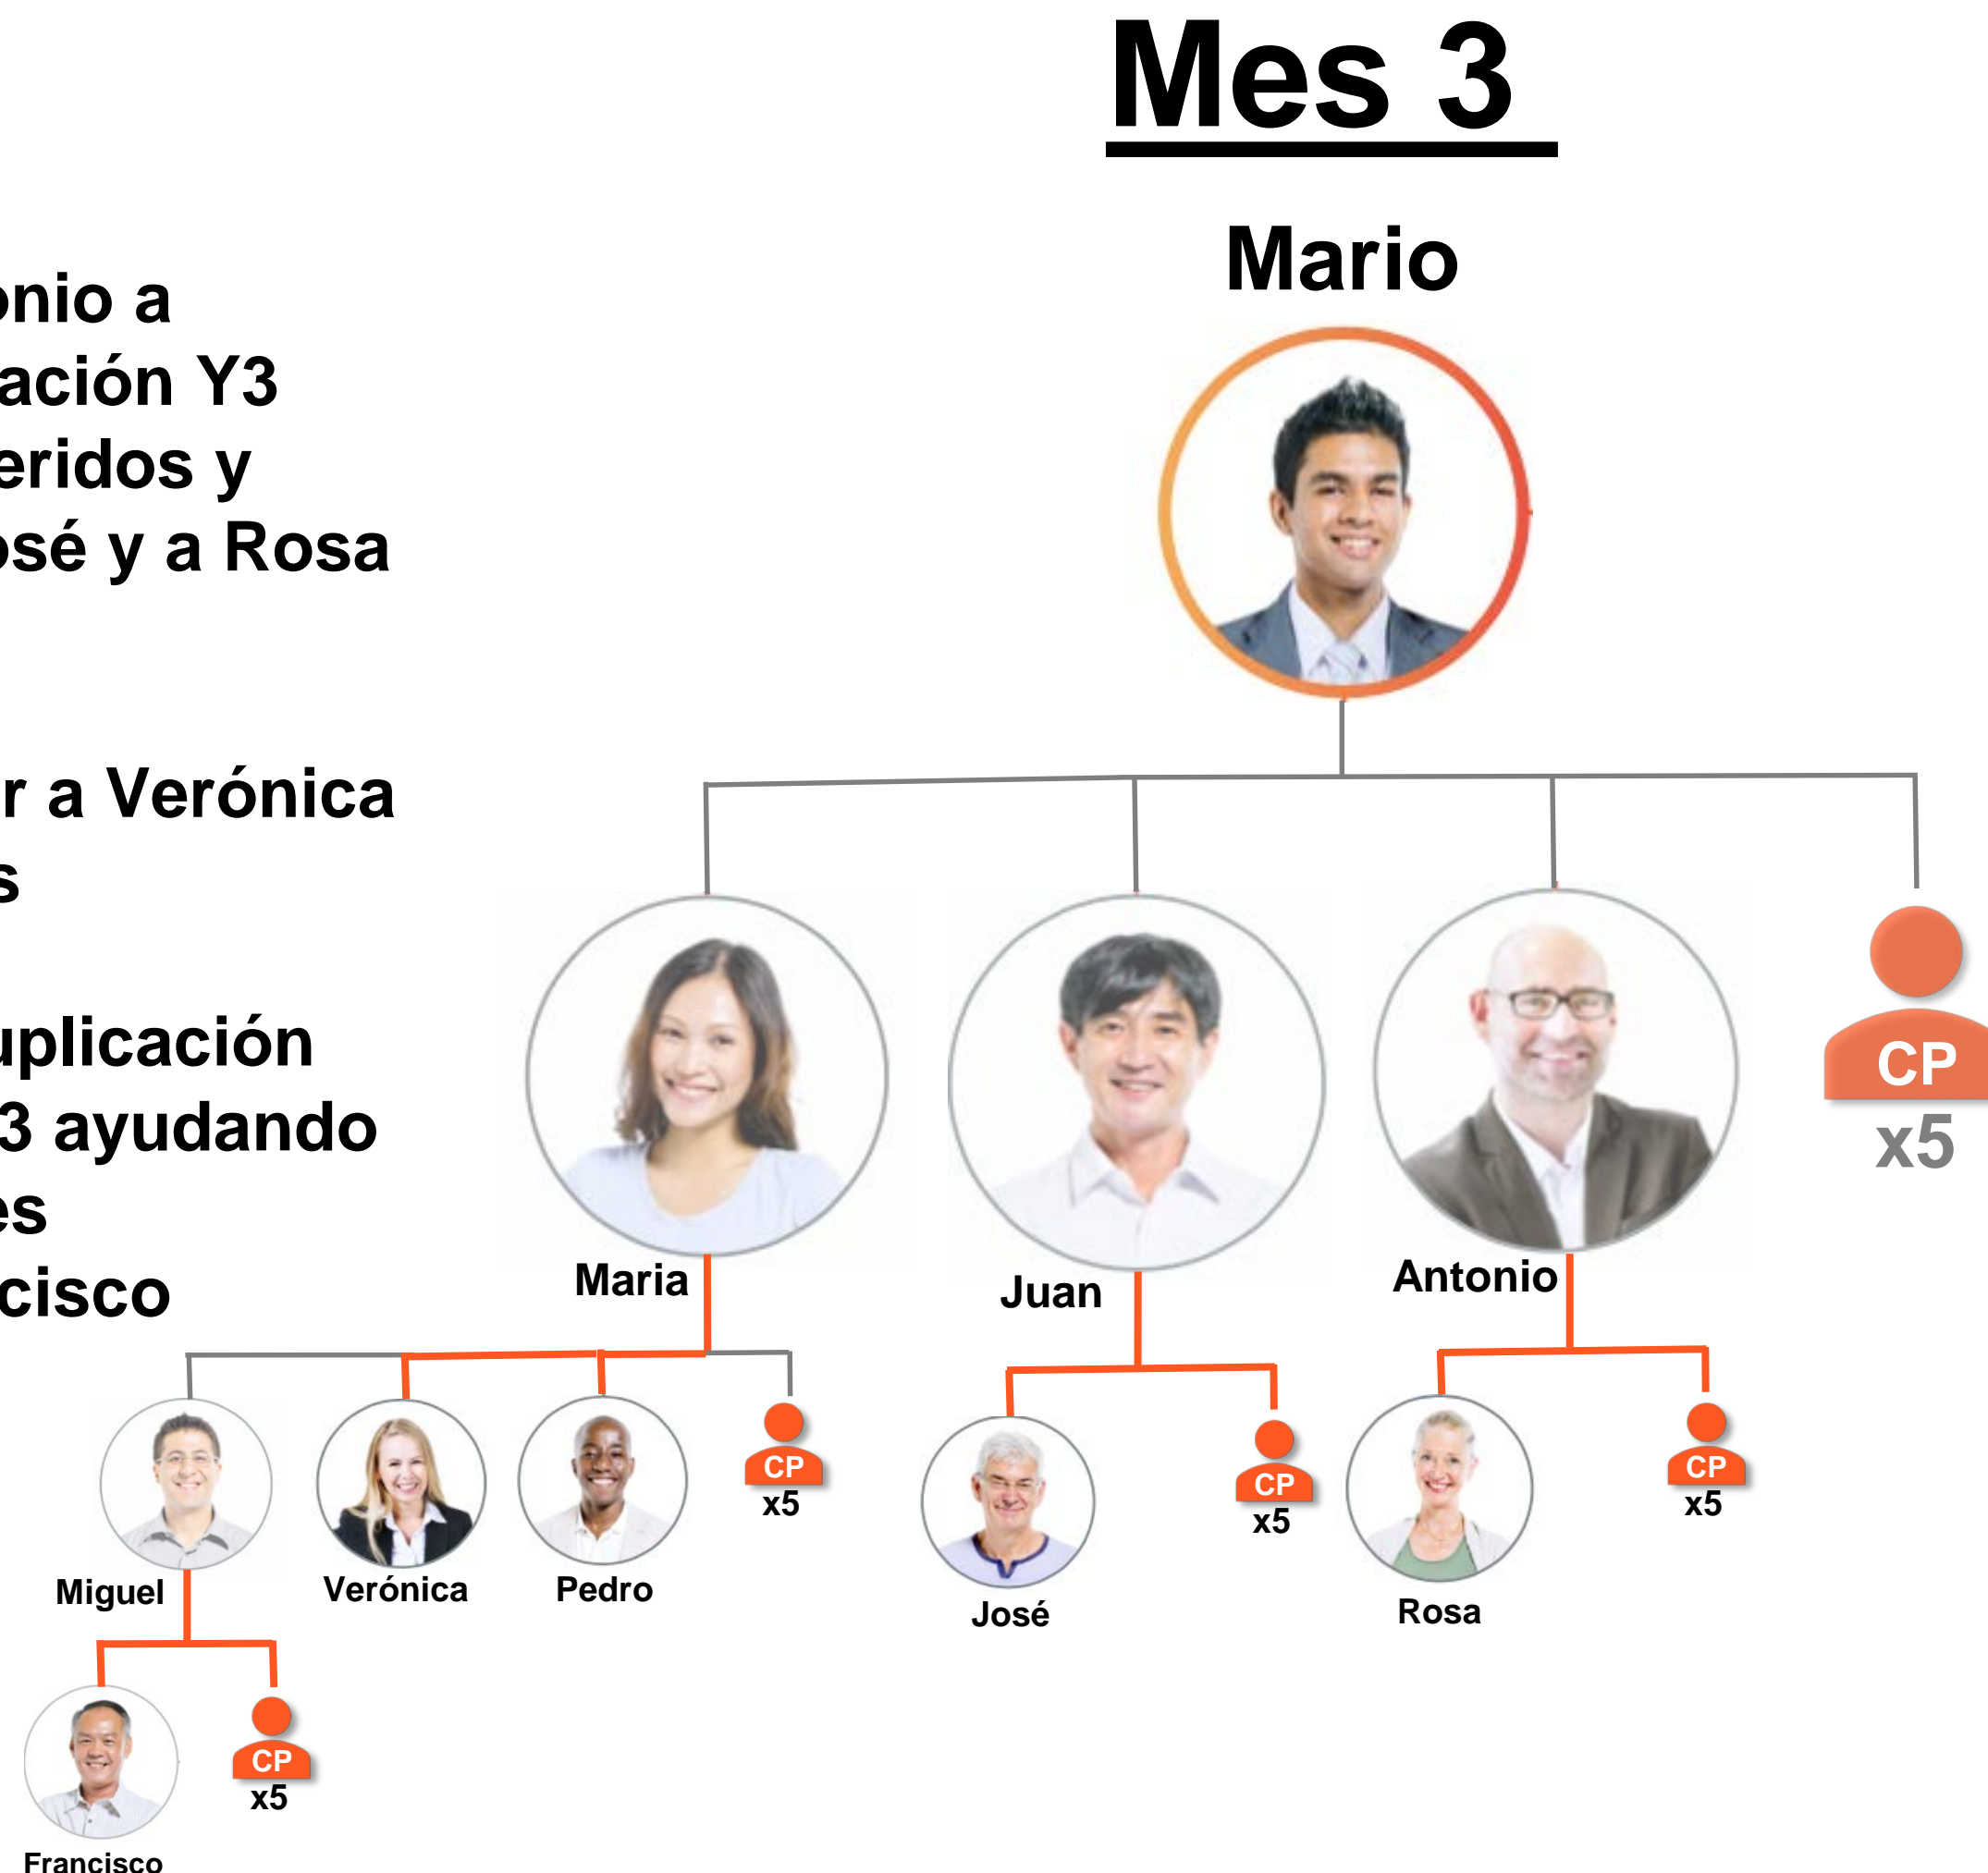 Mes 3
Mario
onio a
ación Y3
eridos y
osé y a Rosa
r a Verónica
s
uplicación
3 ayudando
es
cisco
CP
x5
Maria
Juan
Antonio
CP
x5
CP
x5
CP
x5
Miguel
Verónica
Pedro
José
Rosa
CP
x5
Francisco